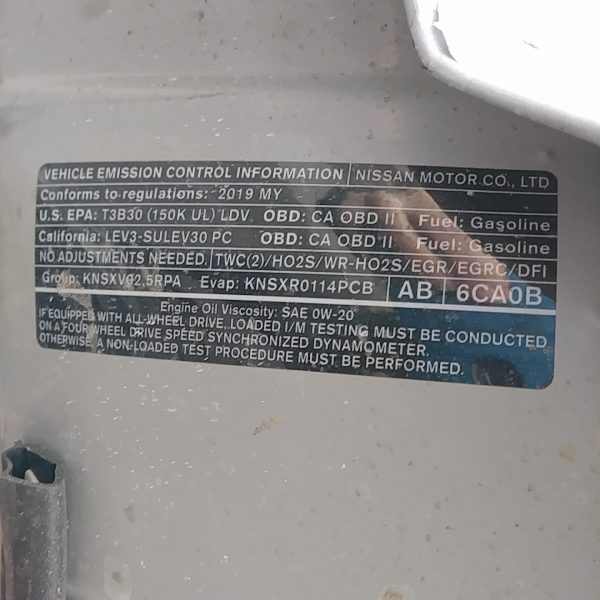 VEHICLE EMISSION CONTROL INFORMATION NISSAN MOTOR CO., LTD
Conforms to regulations: 2019 MY
U.S. EPA: T3B30 (150K UL) LDV. OBD: CA OBD II Fuel: Gasoline
California: LEV3-SULEV30 PC OBD: CA OBD II Fuel: Gasoline
NO ADJUSTMENTS NEEDED. TWC(2)/HO2S/WR-HO2S/EGR/EGRC/DFI
Group: KNSXV02.5RPA Evap: KNSXR0114PCB AB 6CA0B
Engine Oil Viscosity: SAE 0W-20
IF EQUIPPED WITH ALL-WHEEL DRIVE, LOADED I/M TESTING MUST BE CONDUCTED
ON A FOUR WHEEL DRIVE SPEED SYNCHRONIZED DYNAMOMETER.
OTHERWISE, A NON-LOADED TEST PROCEDURE MUST BE PERFORMED.